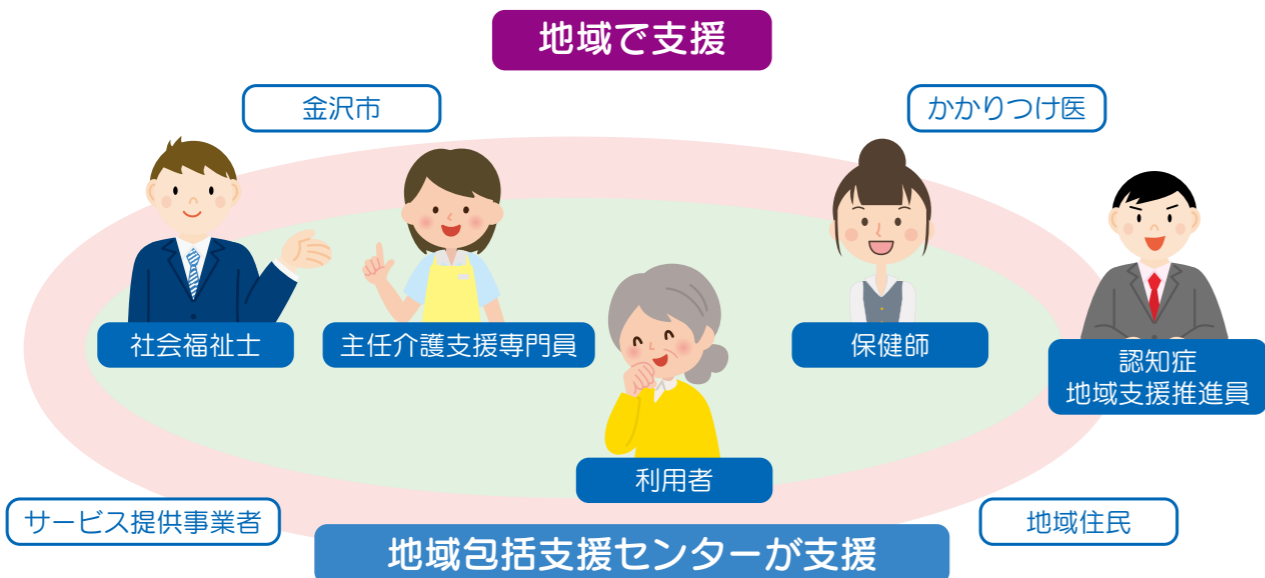 地域で支援
金沢市
かかりつけ医
社会福祉士
主任介護支援専門員
保健師
認知症
地域支援推進員
利用者
サービス提供事業者
地域住民
地域包括支援センターが支援